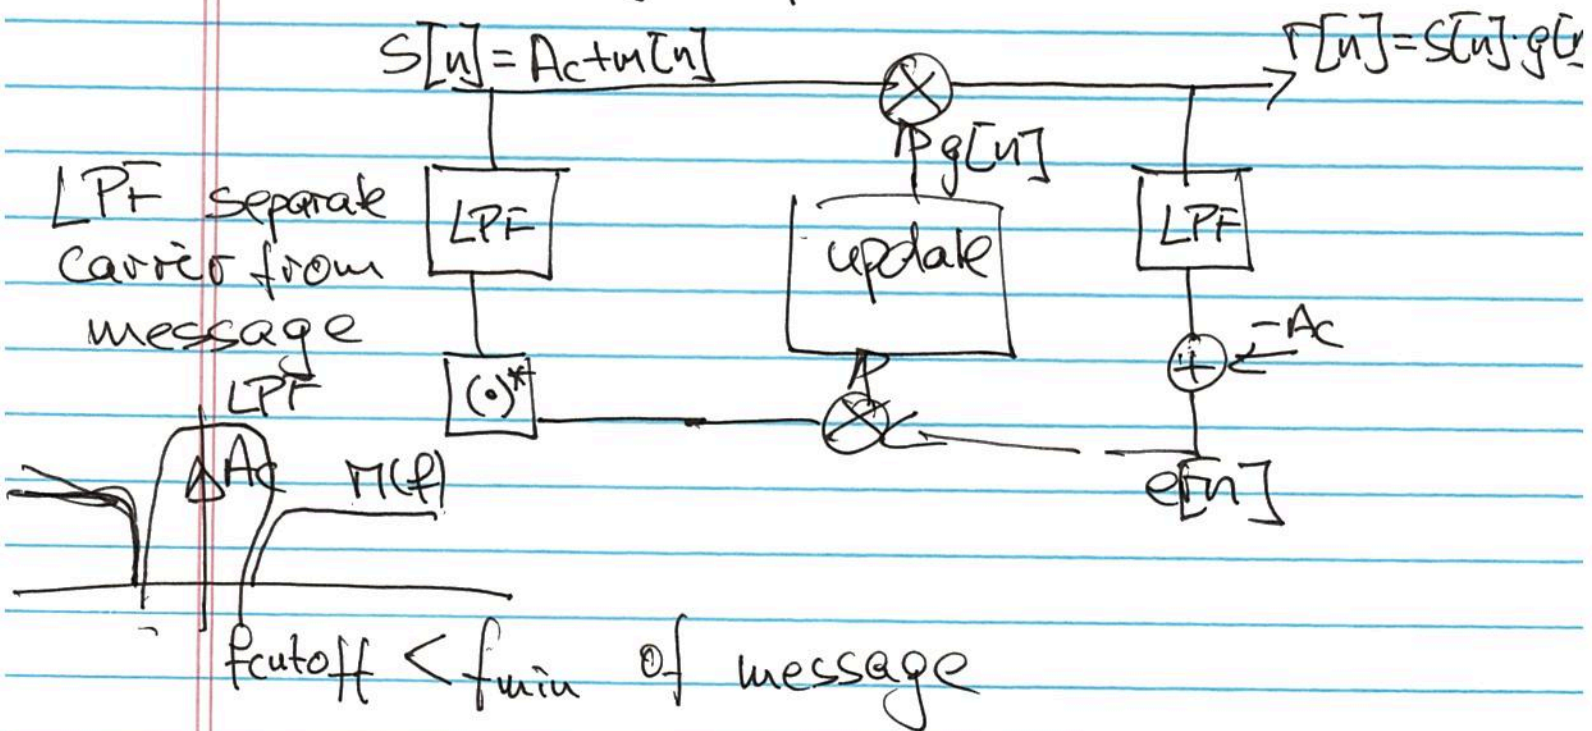 S[n] = Ac+m[n]
r[n]=S[n]·g[n
g[n]
LPF separate
carrier from
message
LPF
update
LPF
-Ac
+
(•)*
e[n]
LPF
Ac
M(f)
fcutoff < fmin of message